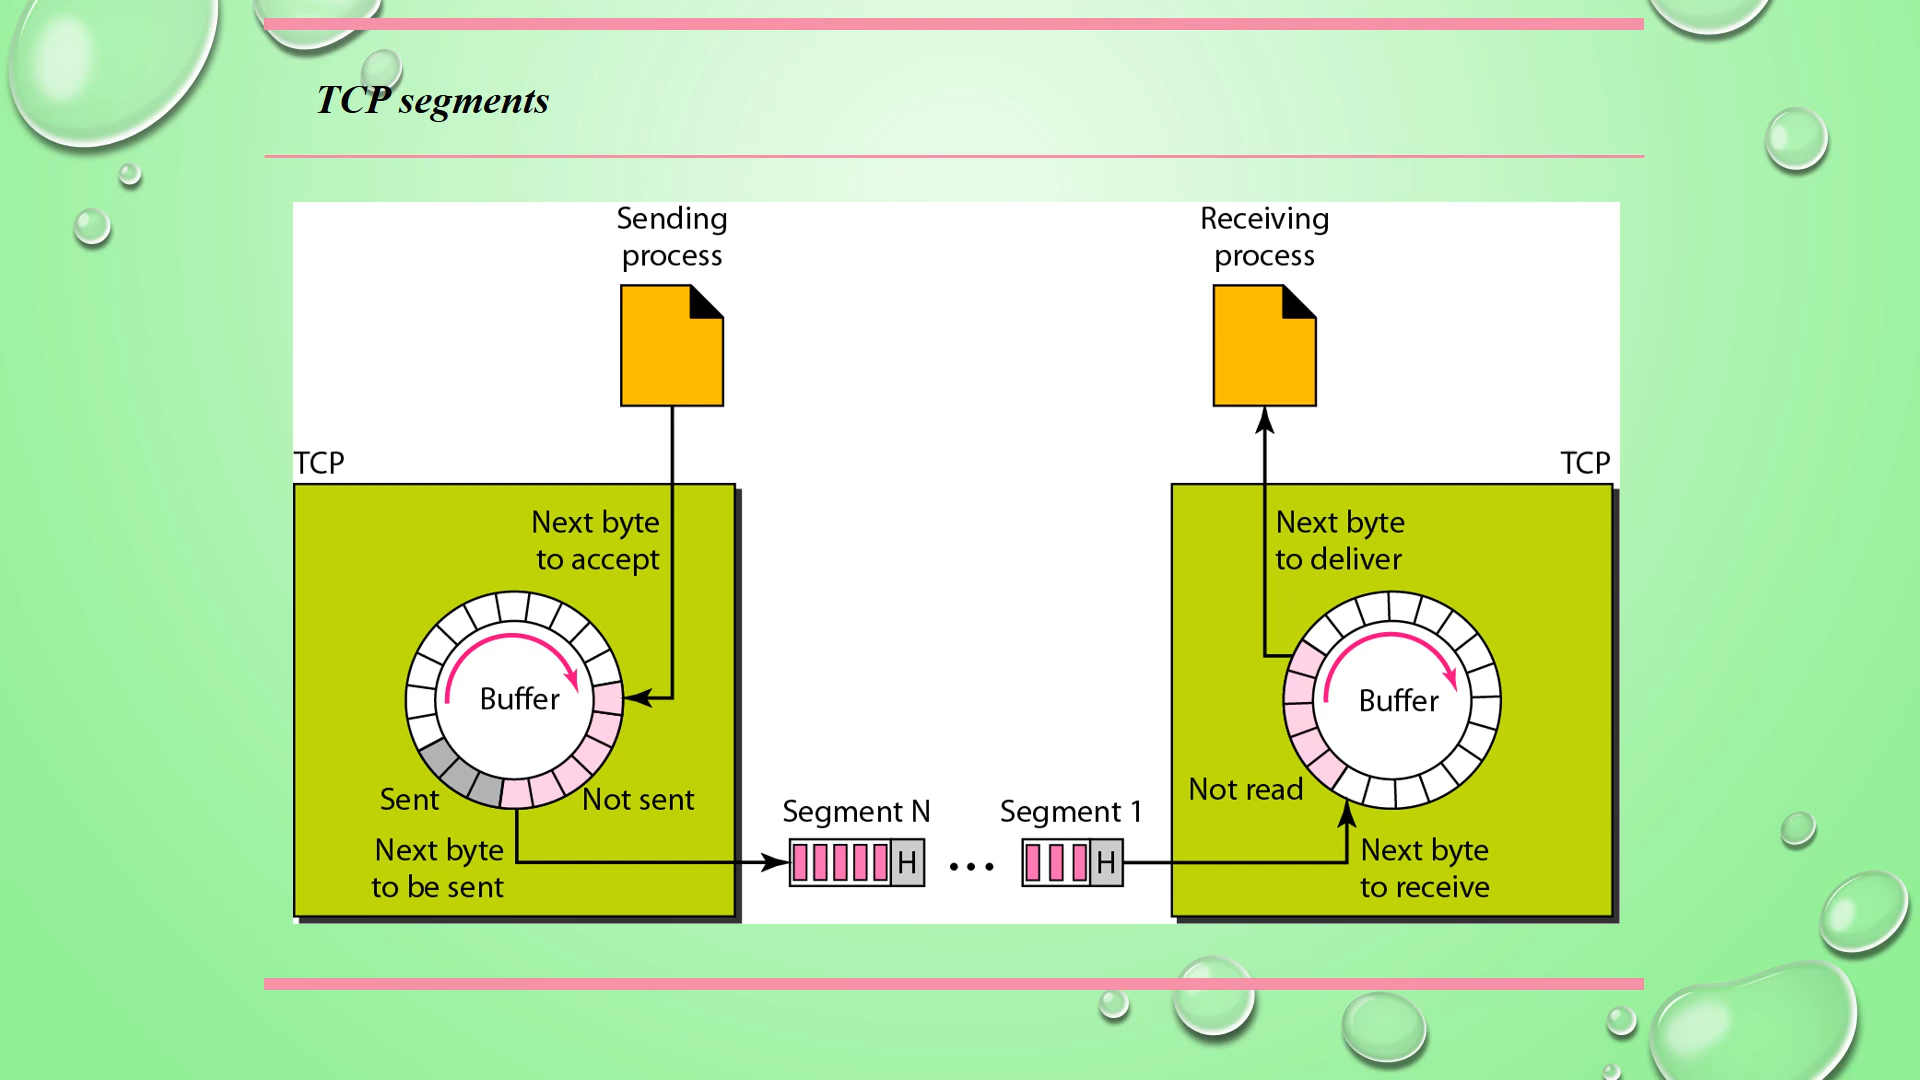 TCP segments
Sending
process
Receiving
process
TCP
TCP
Next byte
to accept
Next byte
to deliver
Buffer
Buffer
Sent
Not sent
Not read
Segment N
Segment 1
Next byte
to be sent
H
...
H
Next byte
to receive